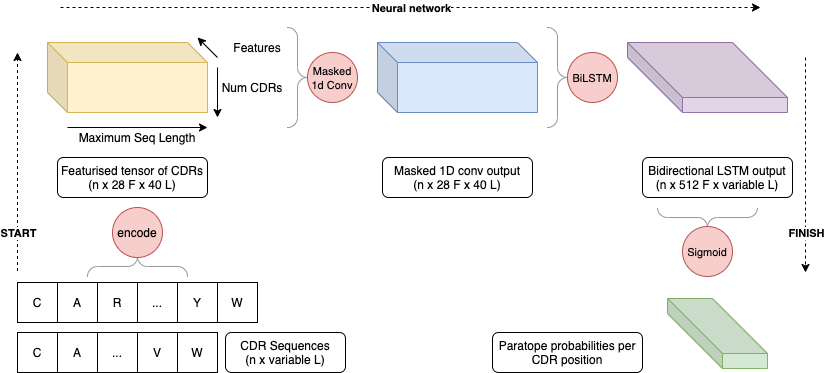 Neural network
Features
Num CDRs
Maximum Seq Length
Masked
1d Conv
BiLSTM
Featurised tensor of CDRs
(n x 28 F x 40 L)
Masked 1D conv output
(n x 28 F x 40 L)
Bidirectional LSTM output
(n x 512 F x variable L)
START
encode
Sigmoid
FINISH
C A R ... Y W
C A ... V W
CDR Sequences
(n x variable L)
Paratope probabilities per
CDR position